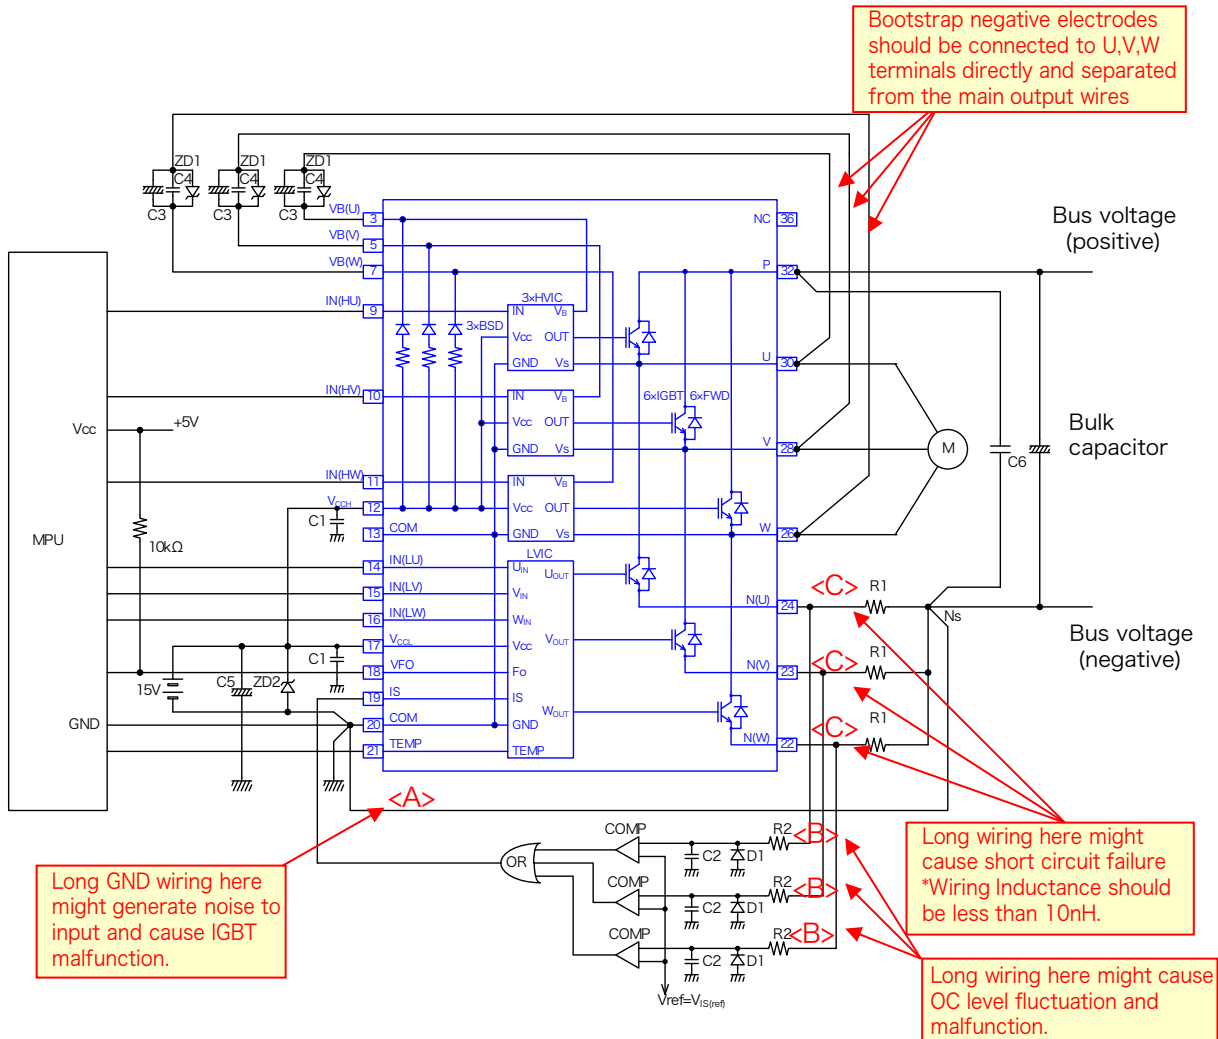 Bootstrap negative electrodes
should be connected to U,V,W
terminals directly and separated
from the main output wires
ZD1
ZD1
ZD1
C4
C4
C4
C3
C3
C3
VB(U)
3
VB(V)
5
VB(W)
7
NC
36
Bus voltage
(positive)
P
32
IN(HU)
9
3×HVIC
IN
VB
3×BSD
Vcc
OUT
GND
Vs
U
30
IN(HV)
10
IN
VB
6×IGBT
6×FWD
Vcc
OUT
GND
Vs
V
28
Vcc
+5V
M
C6
Bulk
capacitor
IN(HW)
11
IN
VB
VCCH
12
Vcc
OUT
C1
13
COM
GND
Vs
W
26
MPU
10kΩ
LVIC
14
IN(LU)
UIN
UOUT
15
IN(LV)
VIN
16
IN(LW)
WIN
17
VCCL
Vcc
VOUT
C1
18
VFO
Fo
15V
C5
ZD2
19
IS
IS
WOUT
GND
20
COM
GND
21
TEMP
TEMP
<C>
R1
N(U)
24
Ns
Bus voltage
(negative)
<C>
R1
N(V)
23
<C>
R1
N(W)
22
<A>
Long GND wiring here
might generate noise to
input and cause IGBT
malfunction.
OR
COMP
C2
D1
R2
<B>
COMP
C2
D1
R2
<B>
COMP
C2
D1
R2
<B>
Vref=VIS(ref)
Long wiring here might
cause short circuit failure
*Wiring Inductance should
be less than 10nH.
Long wiring here might cause
OC level fluctuation and
malfunction.